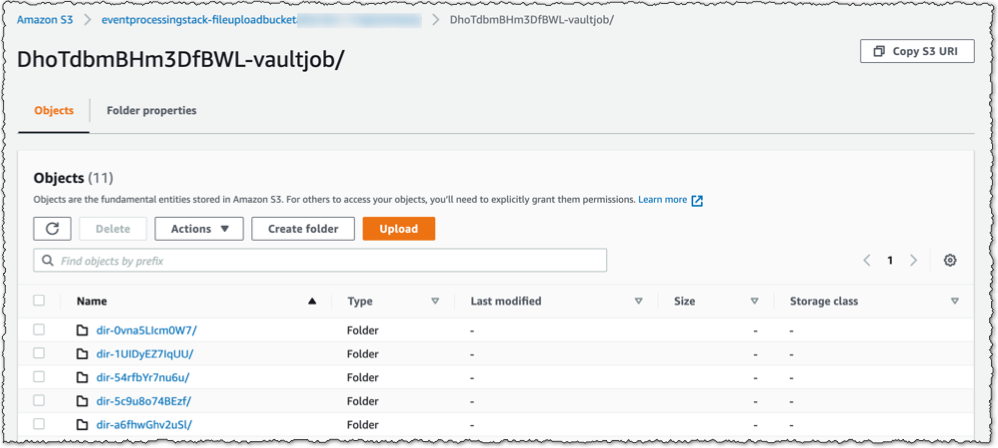 Amazon S3 > eventprocessingstack-fileuploadbucket > DhoTdbmBHm3DfBWL-vaultjob/
DhoTdbmBHm3DfBWL-vaultjob/
Copy S3 URI
Objects
Folder properties
Objects (11)
Objects are the fundamental entities stored in Amazon S3. For others to access your objects, you'll need to explicitly grant them permissions. Learn more
Delete
Actions
Create folder
Upload
Find objects by prefix
< 1 >
Name Type Last modified Size Storage class
dir-0vna5LIcm0W7/ Folder - - -
dir-1UIDyEZ7IqUU/ Folder - - -
dir-54rfbYr7nu6u/ Folder - - -
dir-5c9u8o74BEzf/ Folder - - -
dir-a6fhwGhv2uSl/ Folder - - -